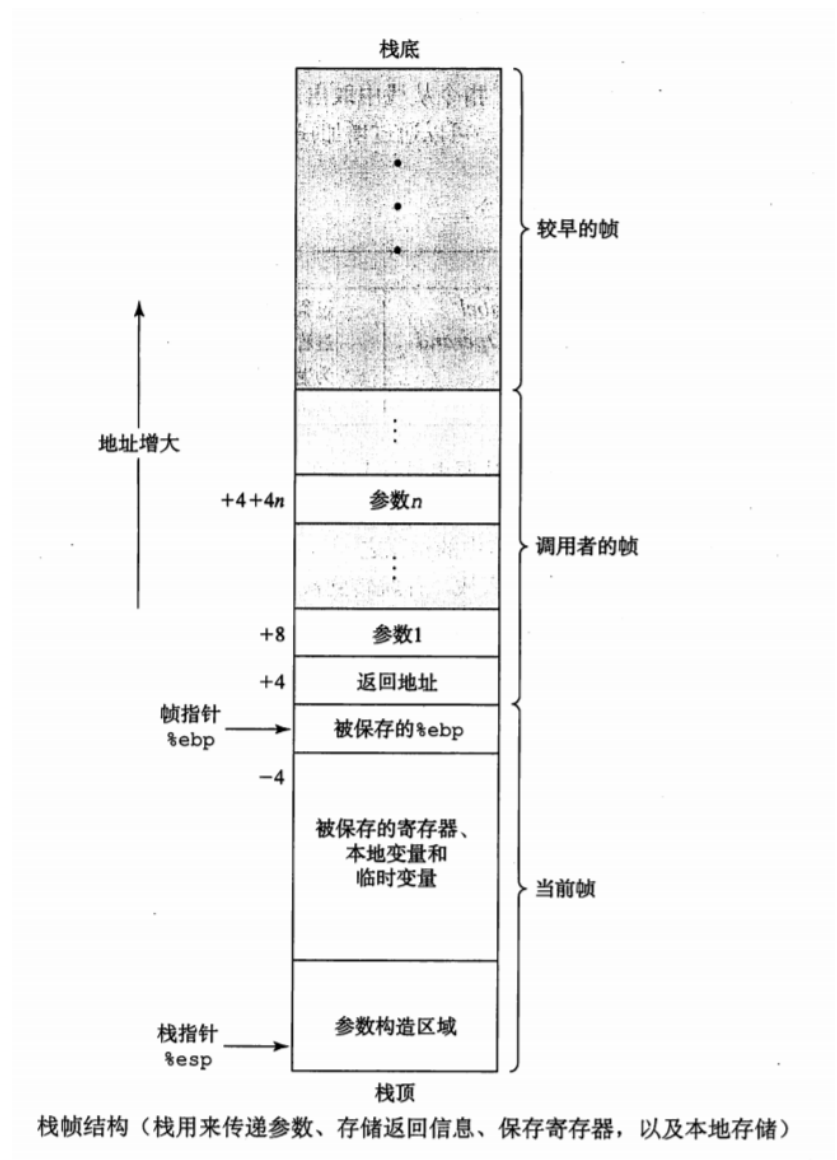 栈底
较早的帧
地址增大
+4+4n
参数n
调用者的帧
+8
参数1
+4
返回地址
帧指针
%ebp
被保存的%ebp
-4
被保存的寄存器、
本地变量和
临时变量
当前帧
栈指针
%esp
参数构造区域
栈顶
栈帧结构（栈用来传递参数、存储返回信息、保存寄存器，以及本地存储）